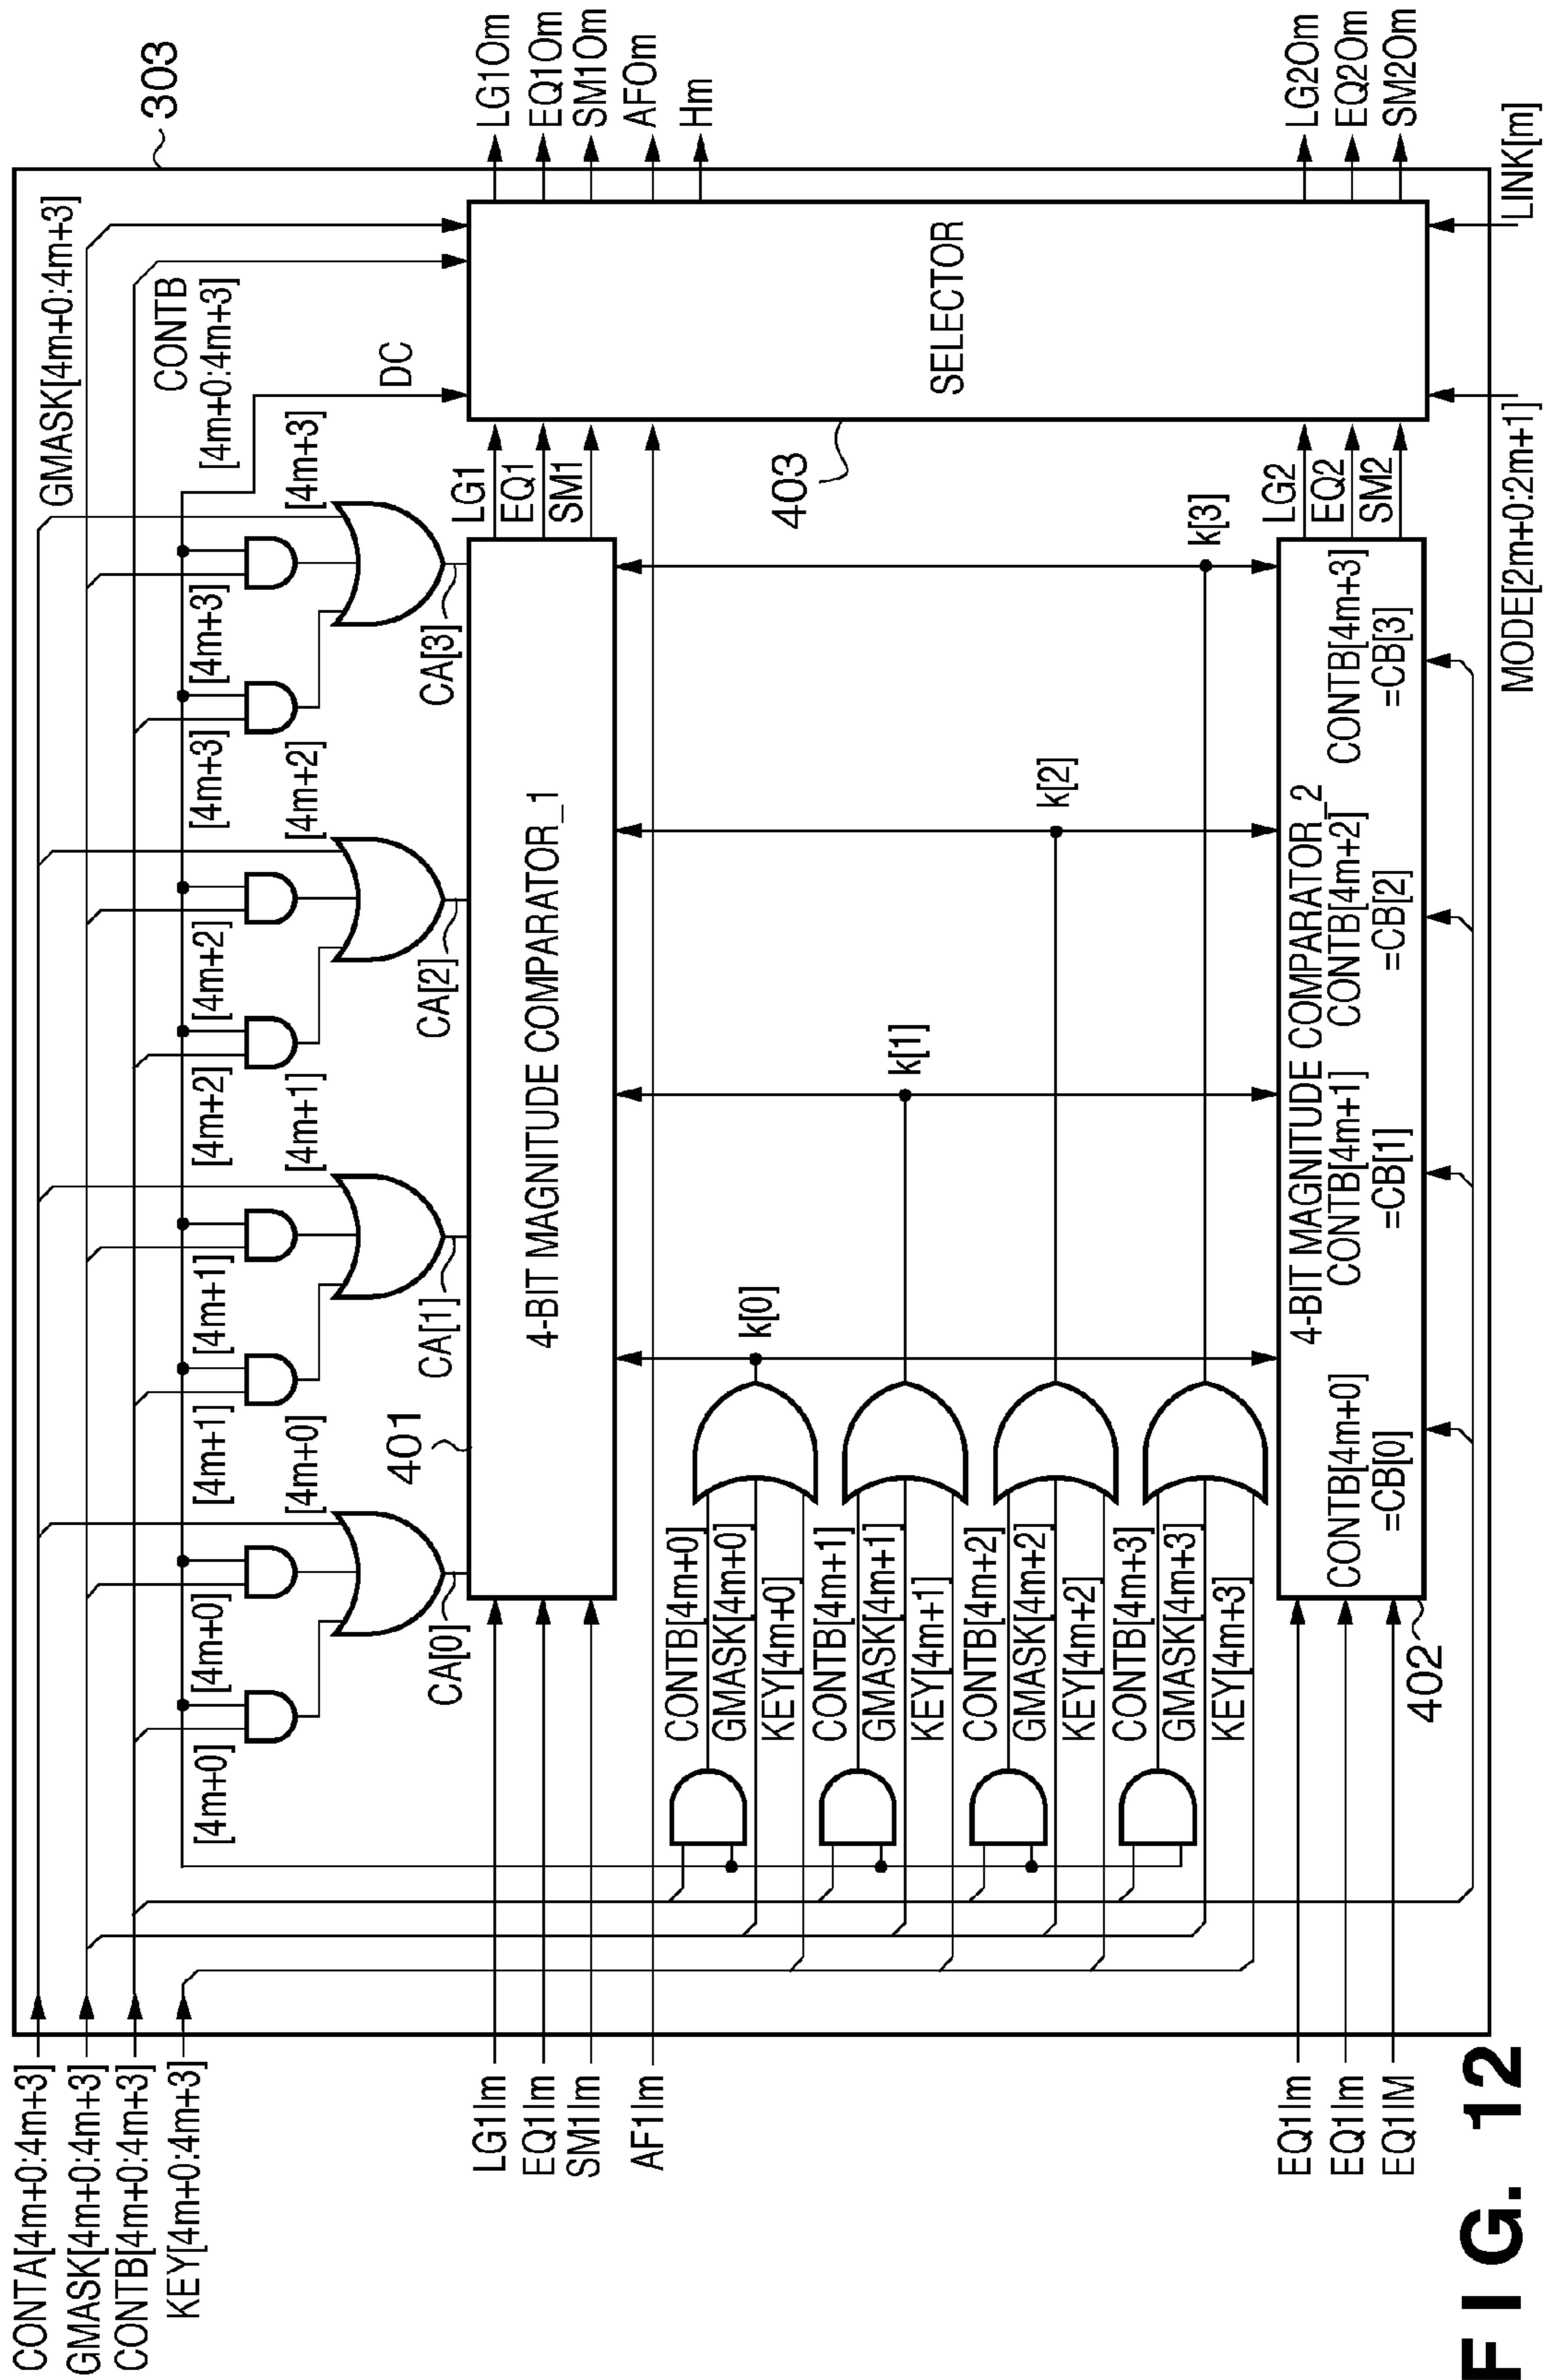 303
GMASK[4m+0:4m+3]
CONTB
[4m+0:4m+3]
DC
CONTA[4m+0:4m+3]
GMASK[4m+0:4m+3]
CONTB[4m+0:4m+3]
KEY[4m+0:4m+3]
[4m+0]
[4m+0]
[4m+0]
[4m+1]
[4m+1]
[4m+1]
[4m+2]
[4m+2]
[4m+2]
[4m+3]
[4m+3]
[4m+3]
CA[0]
CA[1]
CA[2]
CA[3]
401
4-BIT MAGNITUDE COMPARATOR_1
LG1Im
EQ1Im
SM1Im
AF1Im
LG1
EQ1
SM1
403
SELECTOR
LG1Om
EQ1Om
SM1Om
AFOm
Hm
CONTB[4m+0]
GMASK[4m+0]
KEY[4m+0]
CONTB[4m+1]
GMASK[4m+1]
KEY[4m+1]
CONTB[4m+2]
GMASK[4m+2]
KEY[4m+2]
CONTB[4m+3]
GMASK[4m+3]
KEY[4m+3]
k[0]
k[1]
k[2]
k[3]
EQ1Im
EQ1Im
EQ1IM
402
4-BIT MAGNITUDE COMPARATOR_2
CONTB[4m+0]
=CB[0]
CONTB[4m+1]
=CB[1]
CONTB[4m+2]
=CB[2]
CONTB[4m+3]
=CB[3]
LG2
EQ2
SM2
LG2Om
EQ2Om
SM2Om
MODE[2m+0:2m+1]
LINK[m]
FIG. 12